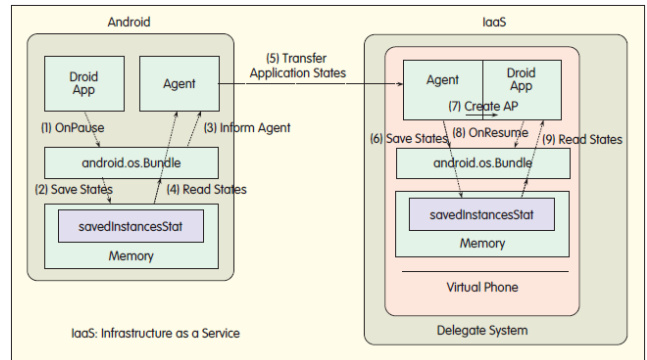 Android
IaaS
Droid
App
Agent
(5) Transfer
Application States
Agent
Droid
App
(7) Create AP
(1) OnPause
(3) Inform Agent
(6) Save States
(8) OnResume
(9) Read States
android.os.Bundle
android.os.Bundle
(2) Save States
(4) Read States
savedInstancesStat
Memory
savedInstancesStat
Memory
Virtual Phone
IaaS: Infrastructure as a Service
Delegate System